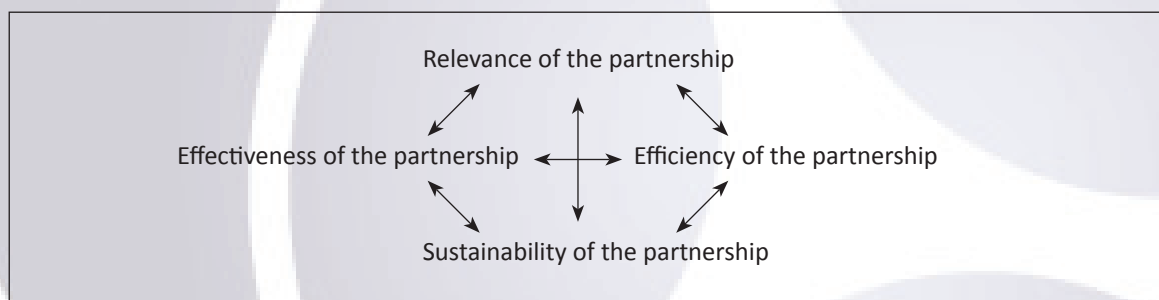 Relevance of the partnership
Effectiveness of the partnership
Efficiency of the partnership
Sustainability of the partnership